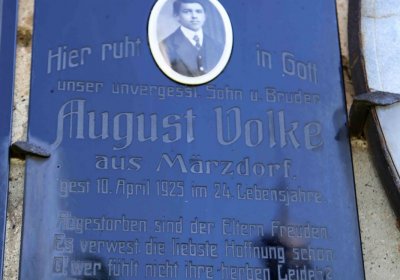 Hier ruht in Gott
unser unvergessl. Sohn u. Bruder
August Volke
aus Märzdorf,
gest 10. April 1925 im 24. Lebensjahre.
Abgestorben sind der Eltern Freuden.
Es verwest die liebste Hoffnung schon
O! wer fühlt nicht ihre herben Leiden?